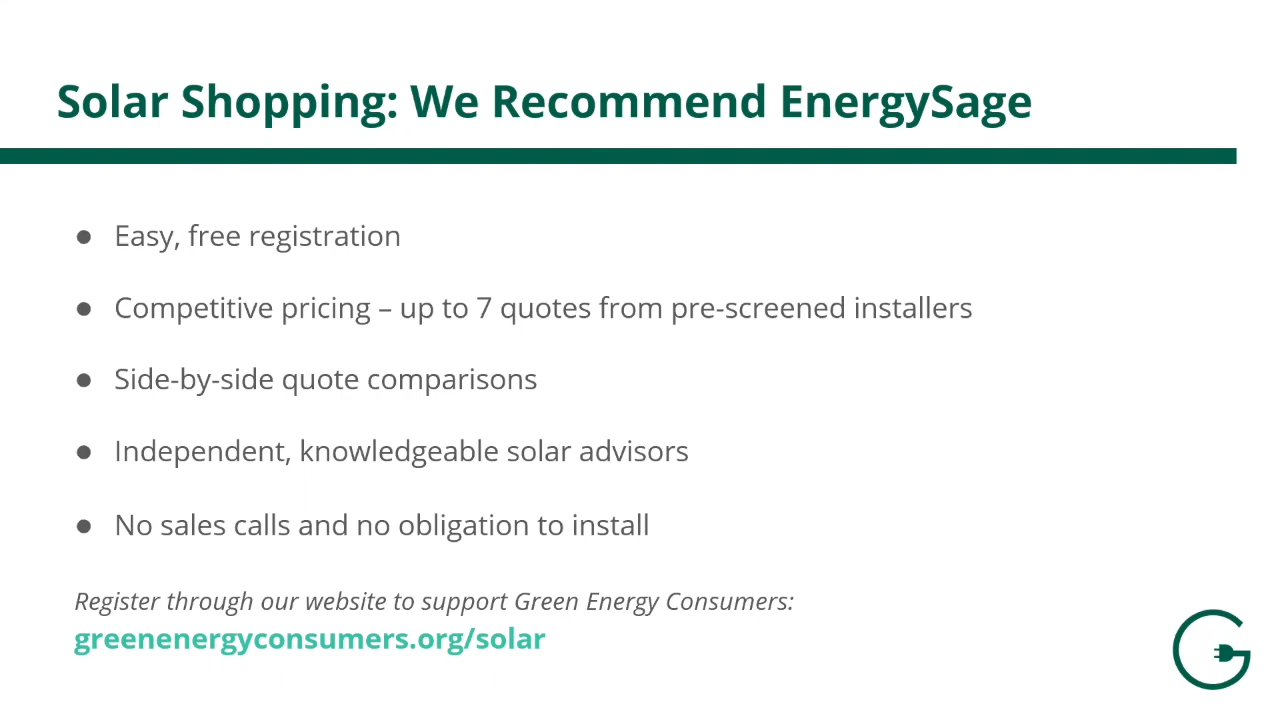 Solar Shopping: We Recommend EnergySage
● Easy, free registration
● Competitive pricing – up to 7 quotes from pre-screened installers
● Side-by-side quote comparisons
● Independent, knowledgeable solar advisors
● No sales calls and no obligation to install
Register through our website to support Green Energy Consumers:
greenenergyconsumers.org/solar